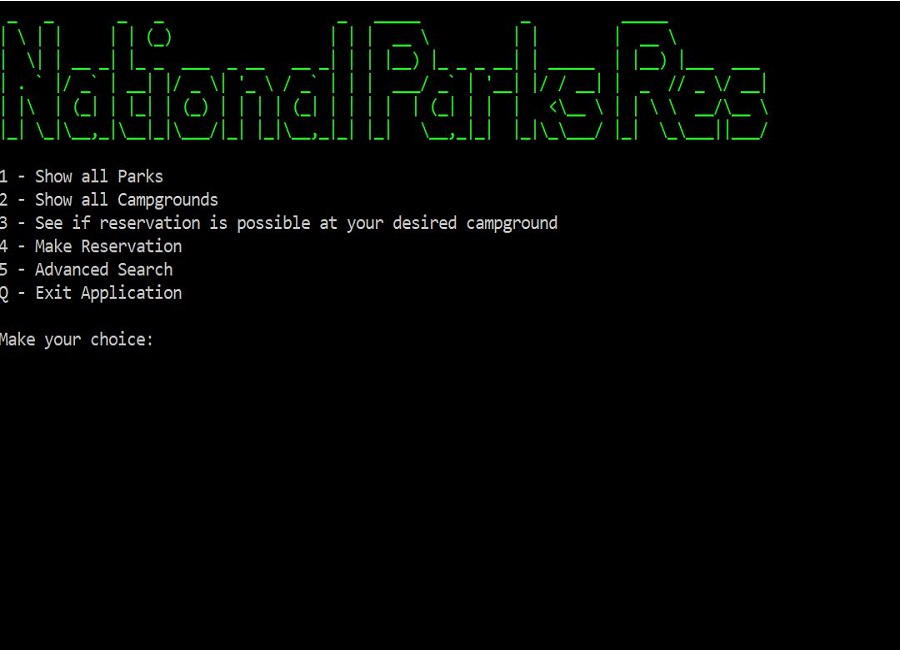 National Parks Res
1 - Show all Parks
2 - Show all Campgrounds
3 - See if reservation is possible at your desired campground
4 - Make Reservation
5 - Advanced Search
Q - Exit Application
Make your choice: